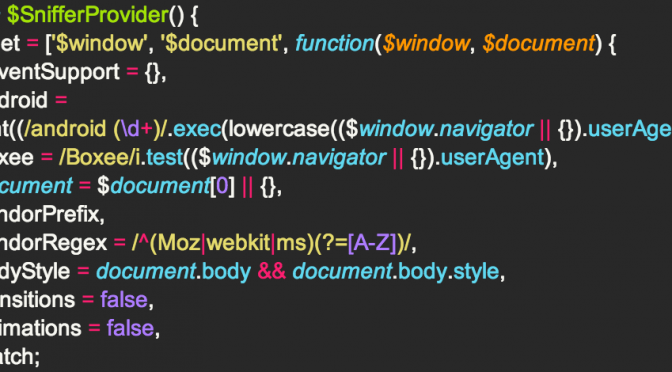 $SnifferProvider() {
et = ['$window', '$document', function($window, $document) {
ventSupport = {},
droid =
nt((/android (\d+)/.exec(lowercase(($window.navigator || {}).userAge
xee = /Boxee/i.test(($window.navigator || {}).userAgent),
cument = $document[0] || {},
ndorPrefix,
ndorRegex = /^(Moz|webkit|ms)(?=[A-Z])/,
dyStyle = document.body && document.body.style,
nsitions = false,
imations = false,
atch;